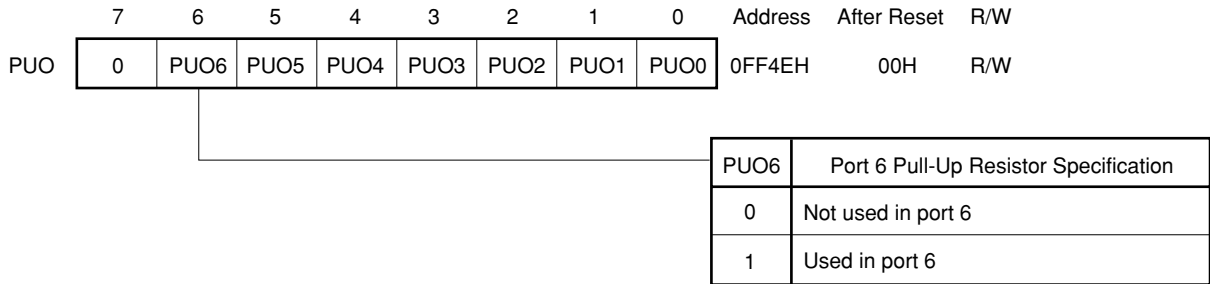 7 6 5 4 3 2 1 0 Address After Reset R/W
PUO 0 PUO6 PUO5 PUO4 PUO3 PUO2 PUO1 PUO0 0FF4EH 00H R/W
PUO6 Port 6 Pull-Up Resistor Specification
0 Not used in port 6
1 Used in port 6